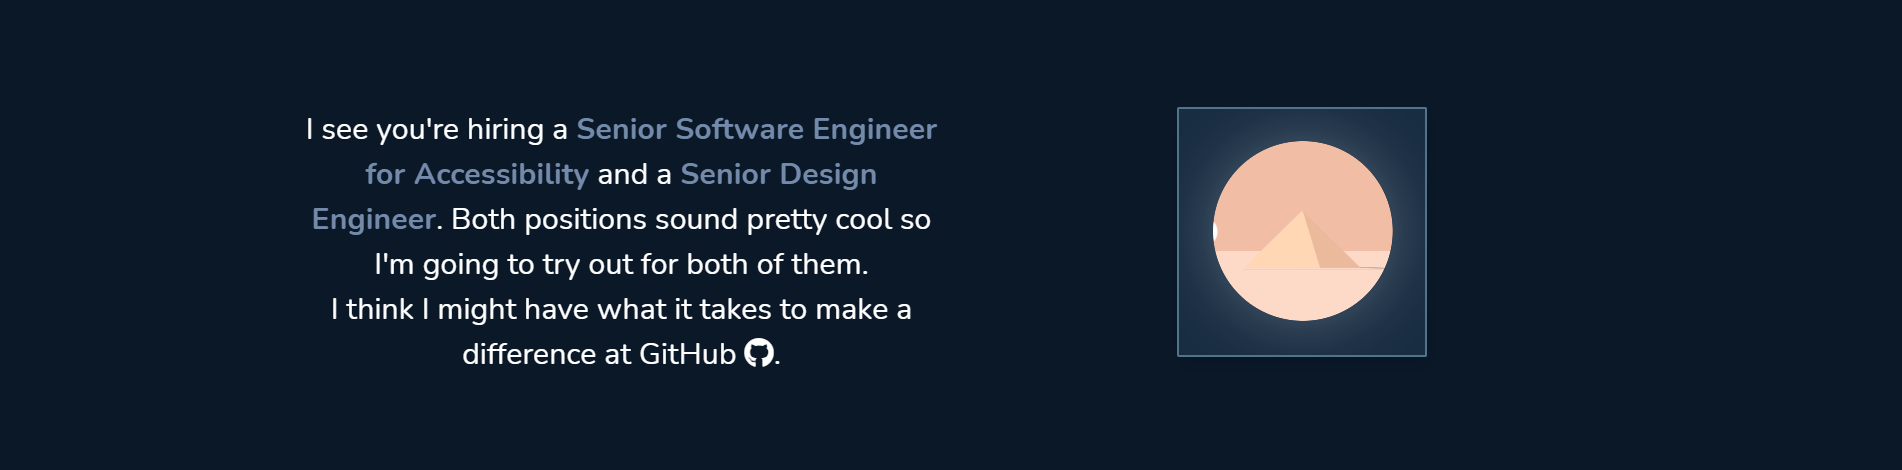 I see you're hiring a Senior Software Engineer
for Accessibility and a Senior Design
Engineer. Both positions sound pretty cool so
I'm going to try out for both of them.
I think I might have what it takes to make a
difference at GitHub .